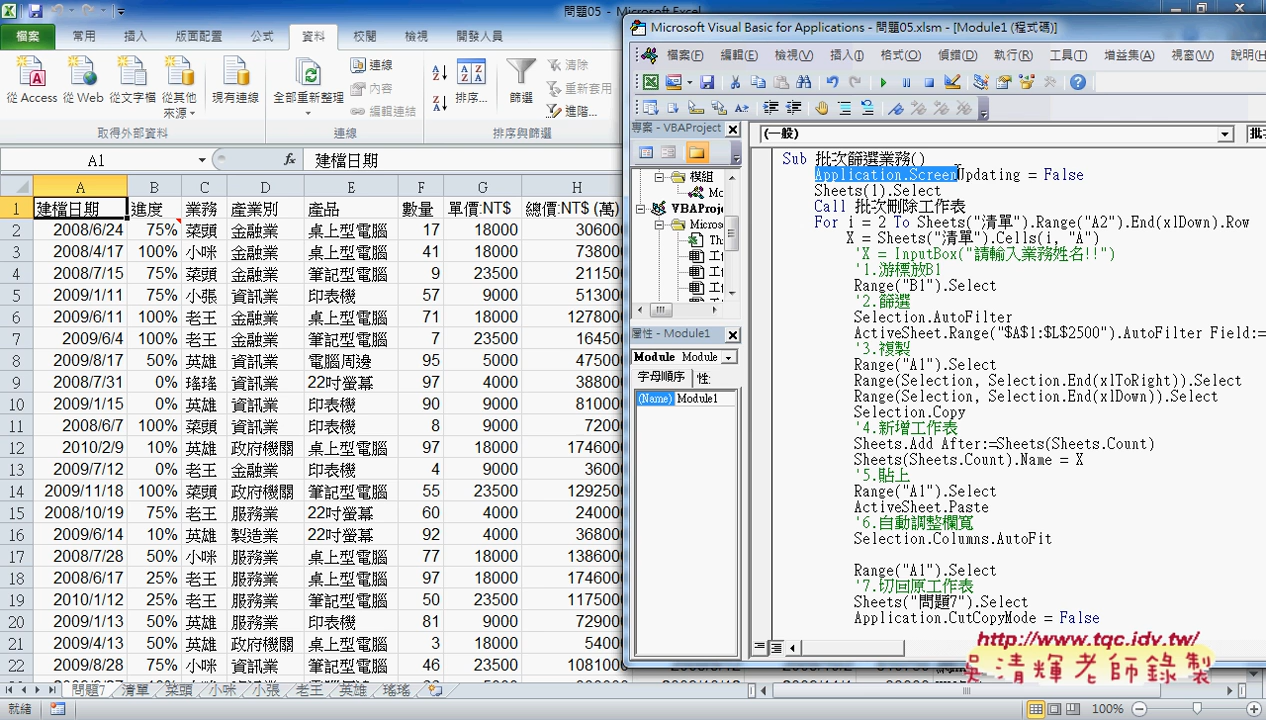 問題05 - Microsoft Excel
檔案 常用 插入 版面配置 公式 資料 校閱 檢視 開發人員
從 Access 從 Web 從文字檔 從其他來源 現有連線 全部重新整理 連線 內容 編輯連結 排序... 篩選 清除 重新套用 進階...
取得外部資料 連線 排序與篩選
A1 fx 建檔日期
A B C D E F G H
1 建檔日期 進度 業務 產業別 產品 數量 單價:NT$ 總價:NT$ (萬)
2 2008/6/24 75% 菜頭 金融業 桌上型電腦 17 18000 306000
3 2008/4/17 100% 小咪 金融業 桌上型電腦 41 18000 738000
4 2008/7/15 75% 菜頭 金融業 筆記型電腦 9 23500 211500
5 2009/1/11 75% 小張 資訊業 印表機 57 9000 513000
6 2009/6/11 100% 老王 金融業 桌上型電腦 71 18000 1278000
7 2009/6/4 100% 老王 金融業 筆記型電腦 7 23500 164500
8 2009/8/17 50% 英雄 資訊業 電腦周邊 95 5000 475000
9 2008/7/31 0% 瑤瑤 資訊業 22吋螢幕 97 4000 388000
10 2009/1/15 0% 英雄 資訊業 印表機 90 9000 810000
11 2008/6/7 100% 英雄 資訊業 印表機 8 9000 72000
12 2010/2/9 10% 英雄 政府機關 桌上型電腦 97 18000 1746000
13 2009/7/12 0% 老王 金融業 印表機 4 9000 36000
14 2009/11/18 100% 菜頭 政府機關 筆記型電腦 55 23500 1292500
15 2008/10/19 75% 老王 服務業 22吋螢幕 60 4000 240000
16 2009/6/14 10% 英雄 製造業 22吋螢幕 92 4000 368000
17 2008/7/28 50% 小咪 服務業 桌上型電腦 77 18000 1386000
18 2008/6/17 25% 老王 服務業 桌上型電腦 97 18000 1746000
19 2010/1/12 25% 老王 服務業 筆記型電腦 50 23500 1175000
20 2009/1/13 50% 英雄 服務業 印表機 81 9000 729000
21 2009/4/13 50% 英雄 政府機關 桌上型電腦 3 18000 54000
22 2009/8/28 75% 小咪 資訊業 筆記型電腦 46 23500 1081000
問題7 清單 菜頭 小咪 小張 老王 英雄 瑤瑤
就緒 100%
Microsoft Visual Basic for Applications - 問題05.xlsm - [Module1 (程式碼)]
檔案(F) 編輯(E) 檢視(V) 插入(I) 格式(O) 偵錯(D) 執行(R) 工具(T) 增益集(A) 視窗(W) 說明(H
專案 - VBAProject
模組
Mo
VBAProje
Micros
Th
工
工
工
屬性 - Module1
Module1 Module
字母順序 性:
(Name) Module1
(一般)
Sub 批次篩選業務()
Application.ScreenUpdating = False
Sheets(1).Select
Call 批次刪除工作表
For i = 2 To Sheets("清單").Range("A2").End(xlDown).Row
X = Sheets("清單").Cells(i, "A")
'X = InputBox("請輸入業務姓名!!")
'1.游標放B1
Range("B1").Select
'2.篩選
Selection.AutoFilter
ActiveSheet.Range("$A$1:$L$2500").AutoFilter Field:=
'3.複製
Range("A1").Select
Range(Selection, Selection.End(xlToRight)).Select
Range(Selection, Selection.End(xlDown)).Select
Selection.Copy
'4.新增工作表
Sheets.Add After:=Sheets(Sheets.Count)
Sheets(Sheets.Count).Name = X
'5.貼上
Range("A1").Select
ActiveSheet.Paste
'6.自動調整欄寬
Selection.Columns.AutoFit
Range("A1").Select
'7.切回原工作表
Sheets("問題7").Select
Application.CutCopyMode = False
http://www.tqc.idv.tw/
吳清輝老師錄製